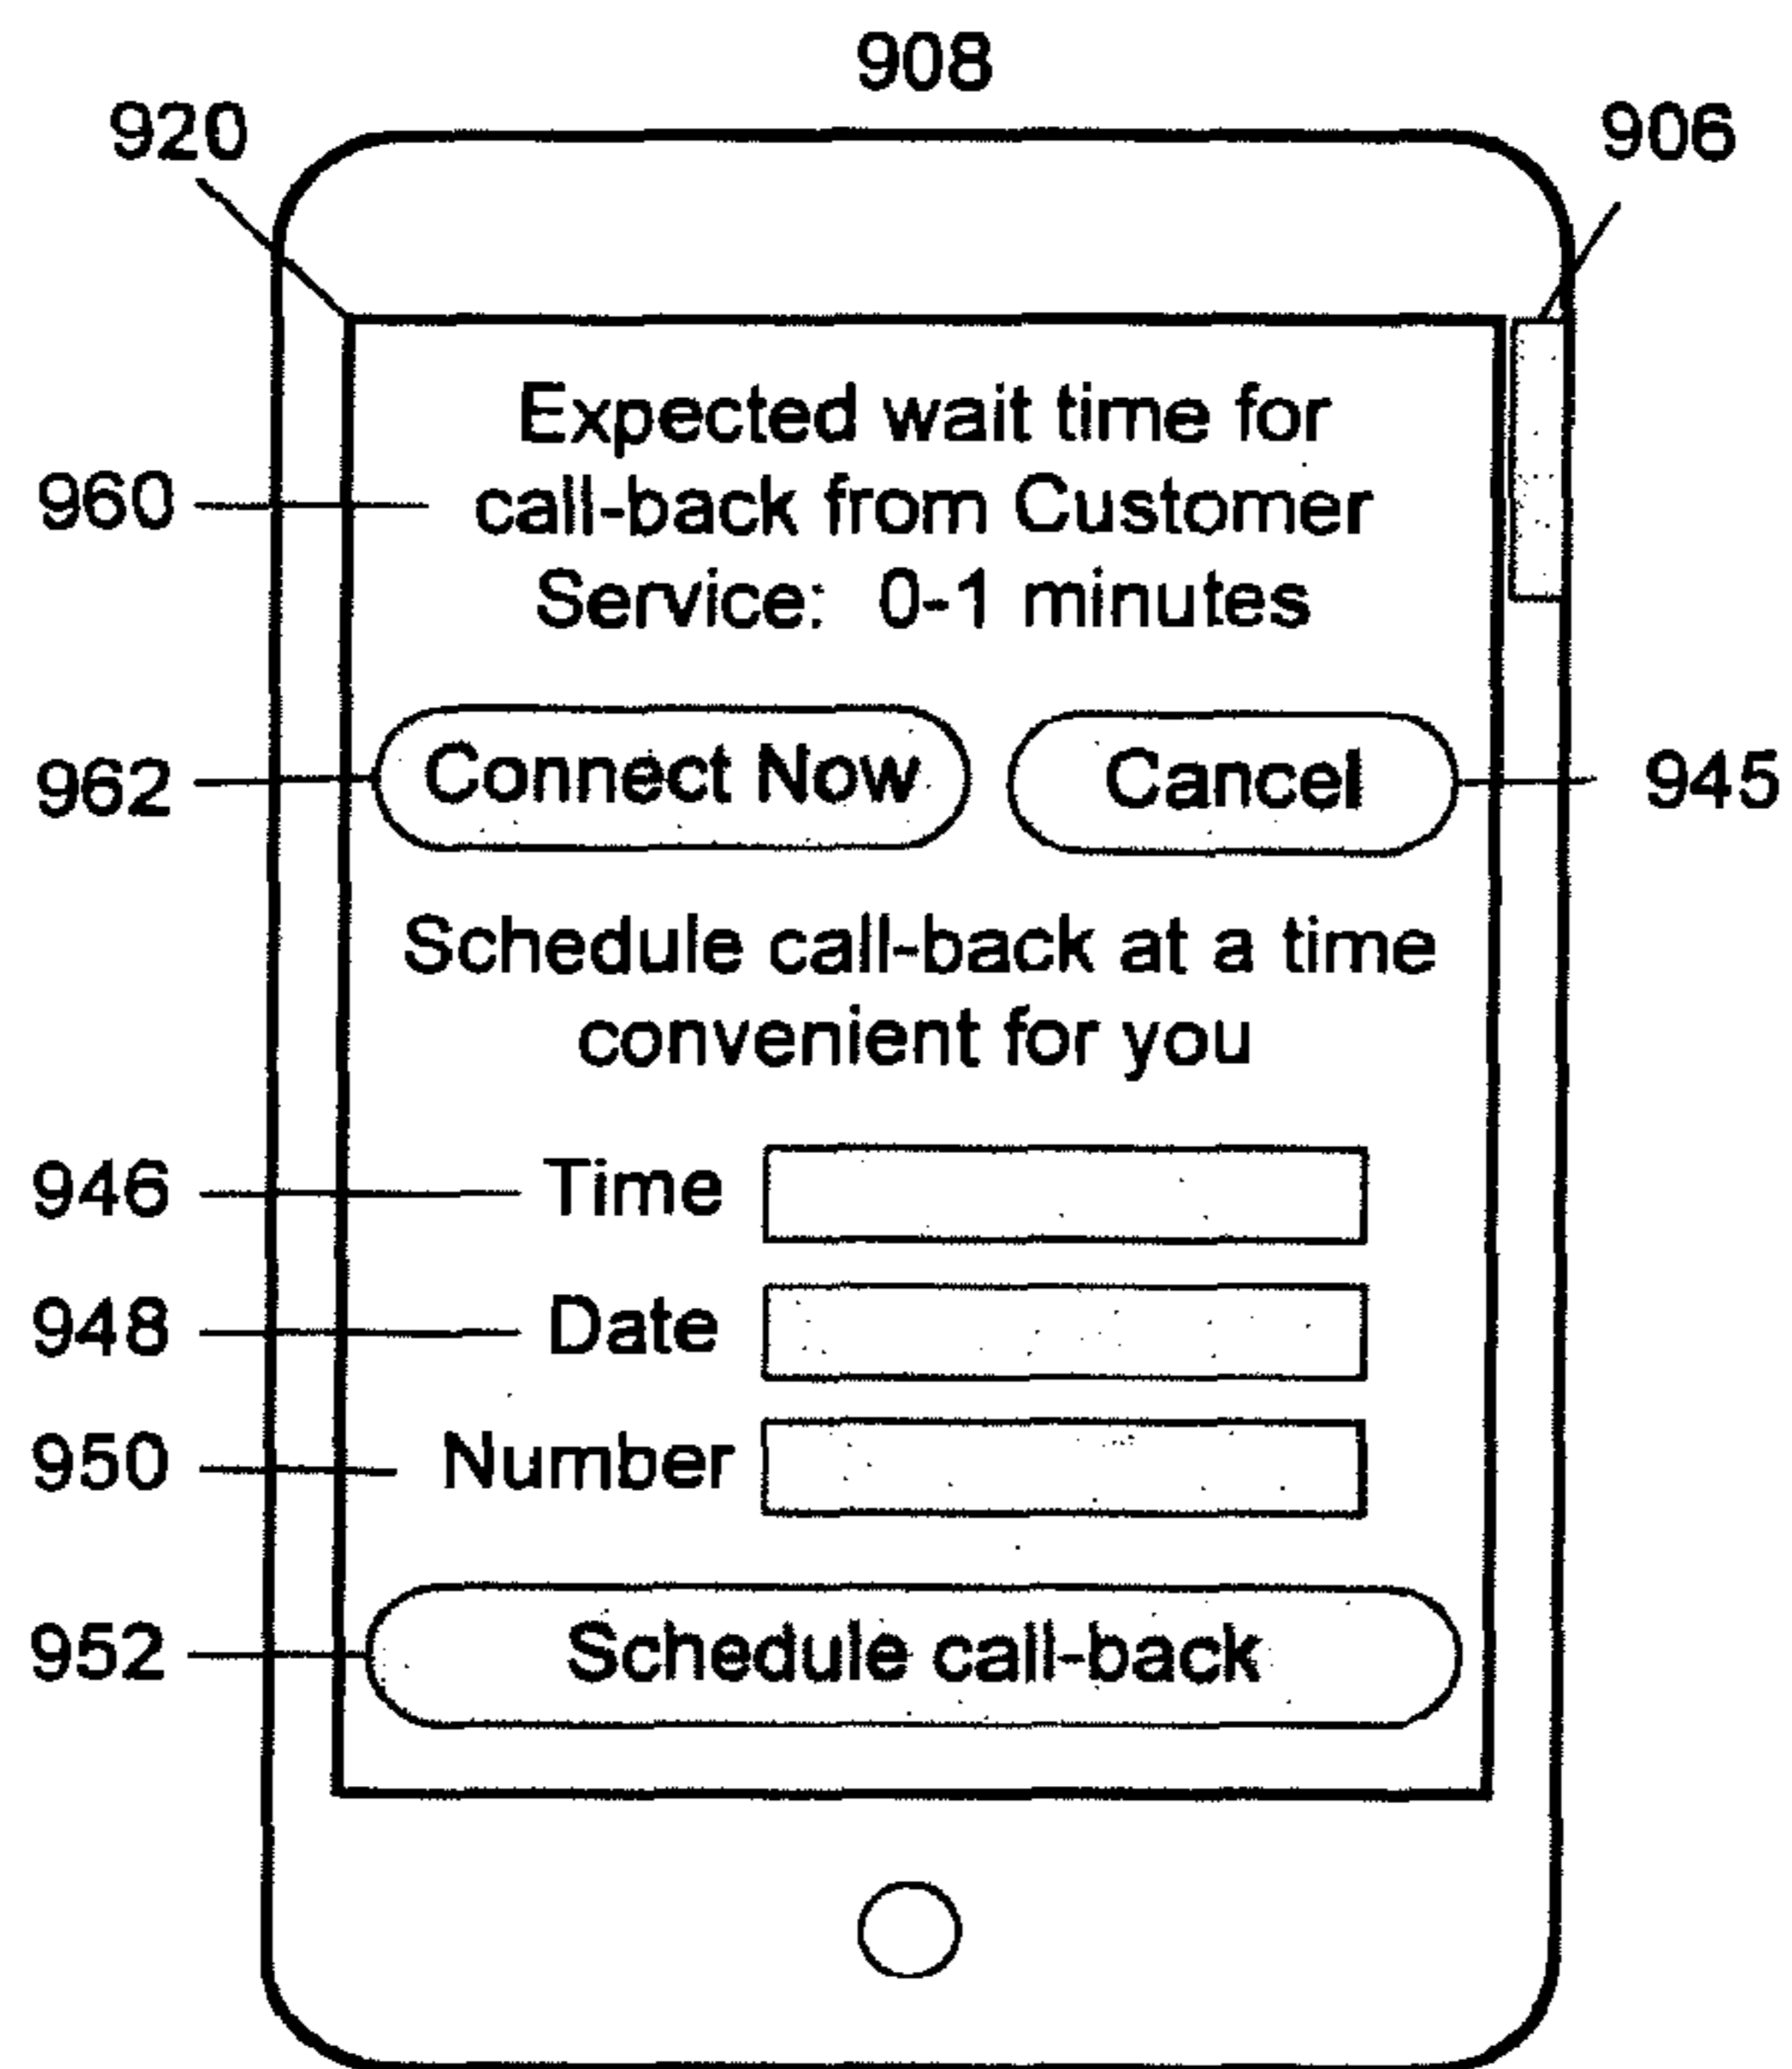 908
920
906
Expected wait time for
960
call-back from Customer
Service: 0-1 minutes
962
Connect Now
Cancel
945
Schedule call-back at a time
convenient for you
946
Time
948
Date
950
Number
952
Schedule call-back